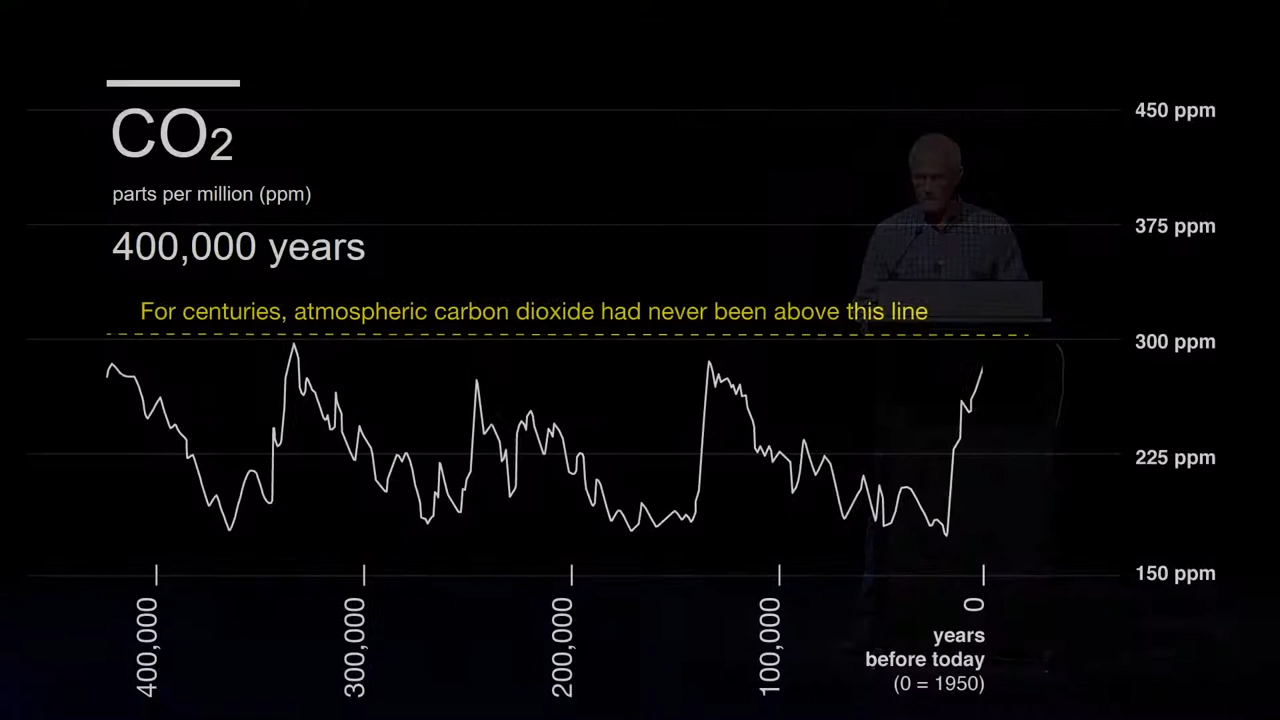 CO2
parts per million (ppm)
400,000 years
For centuries, atmospheric carbon dioxide had never been above this line
450 ppm
375 ppm
300 ppm
225 ppm
150 ppm
400,000
300,000
200,000
100,000
0
years
before today
(0 = 1950)